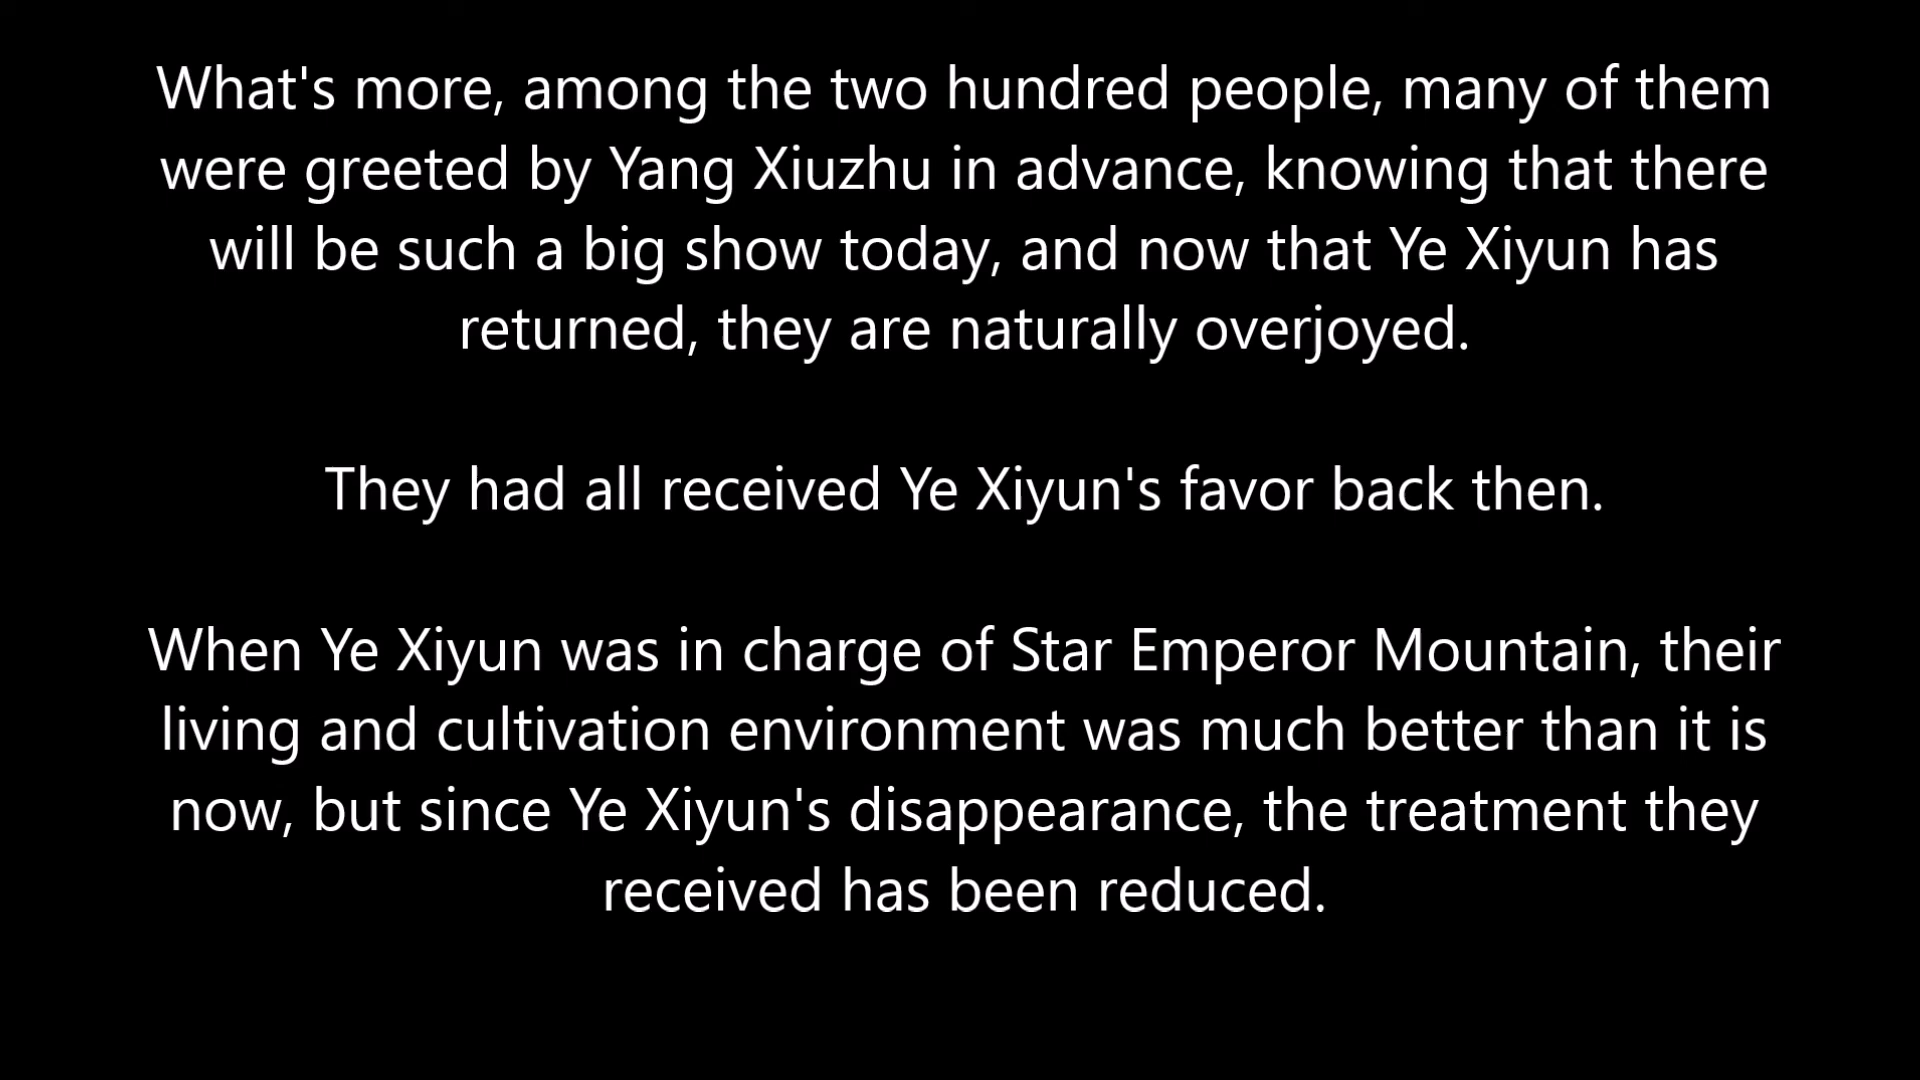 What's more, among the two hundred people, many of them
were greeted by Yang Xiuzhu in advance, knowing that there
will be such a big show today, and now that Ye Xiyun has
returned, they are naturally overjoyed.
They had all received Ye Xiyun's favor back then.
When Ye Xiyun was in charge of Star Emperor Mountain, their
living and cultivation environment was much better than it is
now, but since Ye Xiyun's disappearance, the treatment they
received has been reduced.